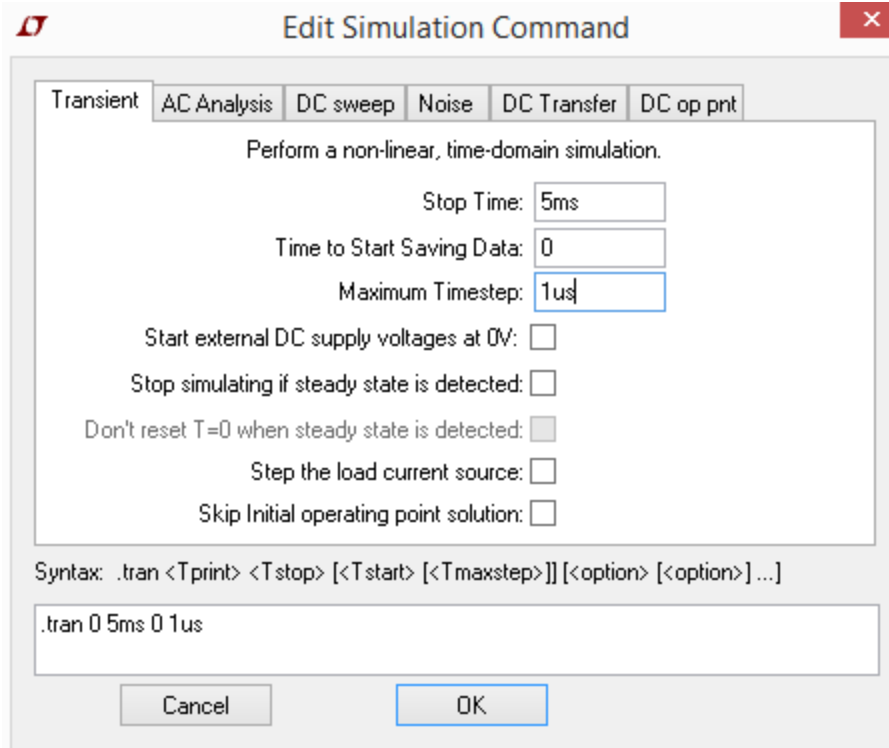 Edit Simulation Command
Transient AC Analysis DC sweep Noise DC Transfer DC op pnt
Perform a non-linear, time-domain simulation.
Stop Time: 5ms
Time to Start Saving Data: 0
Maximum Timestep: 1us
Start external DC supply voltages at 0V:
Stop simulating if steady state is detected:
Don't reset T=0 when steady state is detected:
Step the load current source:
Skip Initial operating point solution:
Syntax: .tran <Tprint> <Tstop> [<Tstart> [<Tmaxstep>]] [<option> [<option>] ...]
.tran 0 5ms 0 1us
Cancel OK